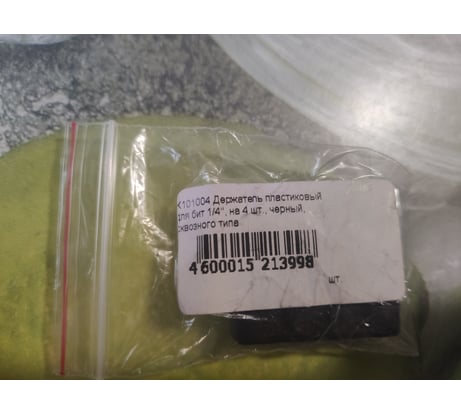 K101004 Держатель пластиковый
для бит 1/4", на 4 шт., черный,
сквозного типа
4 600015 213998
шт.